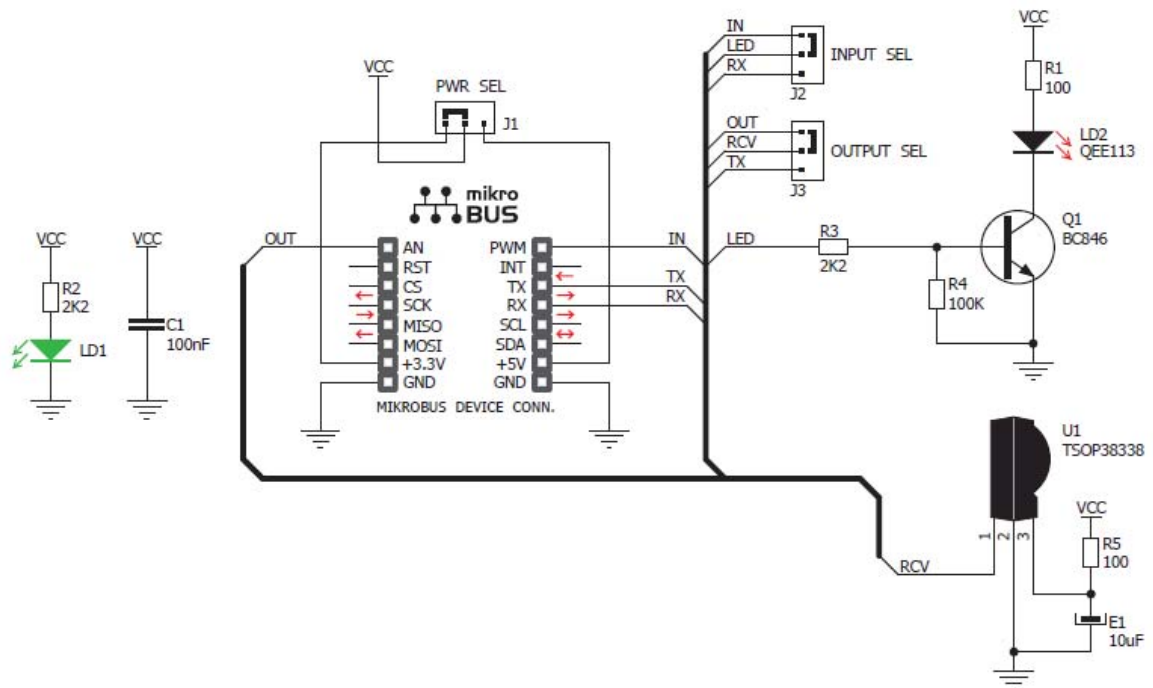 IN
LED
RX
INPUT SEL
J2
OUT
RCV
TX
OUTPUT SEL
J3
VCC
R1
100
LD2
QEE113
Q1
BC846
VCC
PWR SEL
J1
mikro
BUS
VCC
R2
2K2
LD1
VCC
C1
100nF
OUT
AN
RST
CS
SCK
MISO
MOSI
+3.3V
GND
PWM
INT
TX
RX
SCL
SDA
+5V
GND
MIKROBUS DEVICE CONN.
IN
TX
RX
LED
R3
2K2
R4
100K
U1
TSOP38338
1
2
3
VCC
R5
100
RCV
E1
10uF